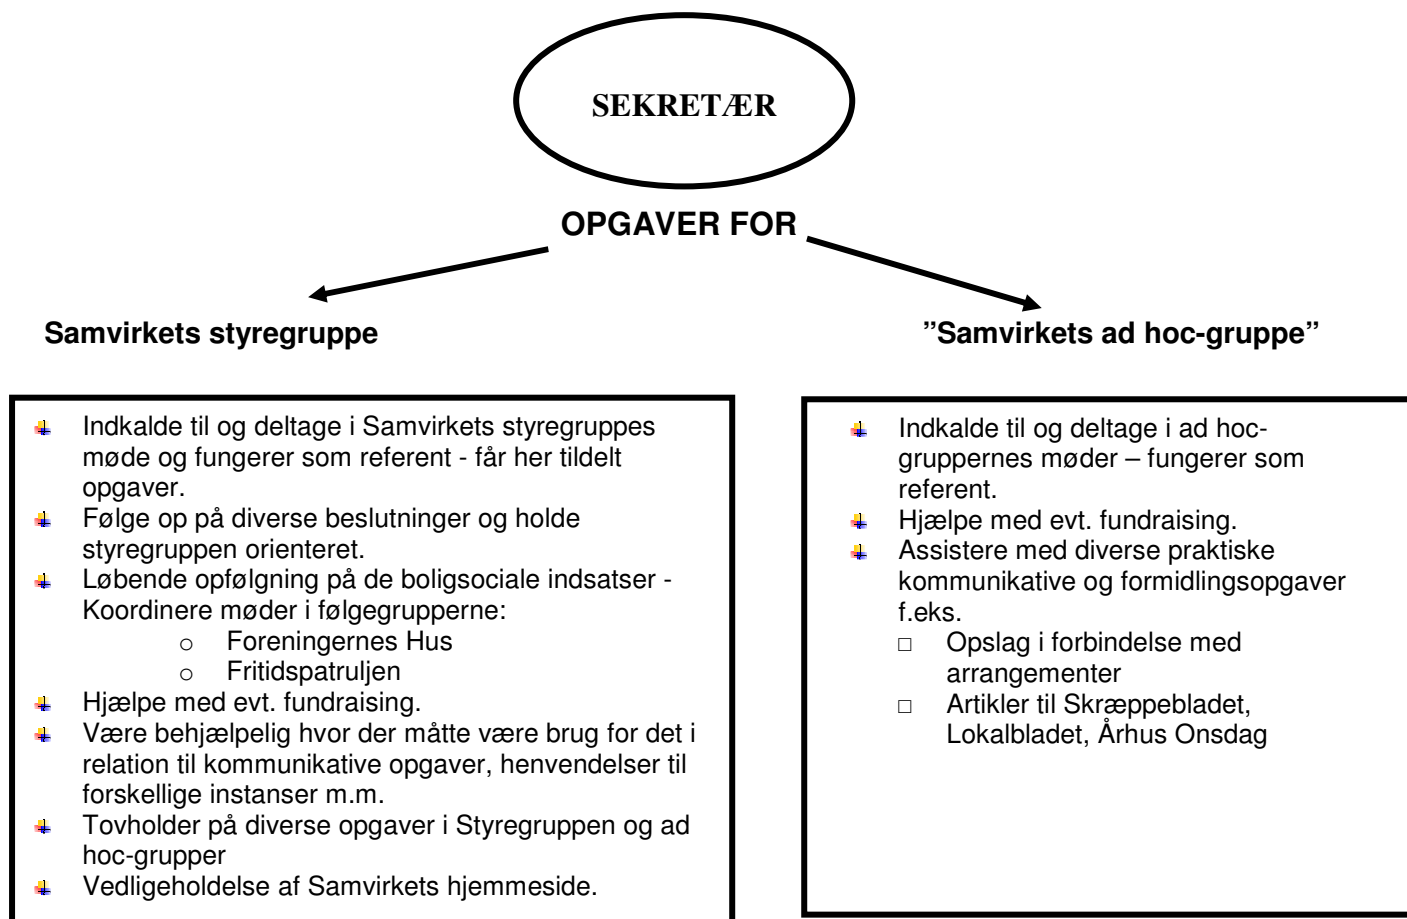 SEKRETÆR
OPGAVER FOR
Samvirkets styregruppe
”Samvirkets ad hoc-gruppe”
Indkalde til og deltage i Samvirkets styregruppes
møde og fungerer som referent - får her tildelt
opgaver.
Følge op på diverse beslutninger og holde
styregruppen orienteret.
Løbende opfølgning på de boligsociale indsatser -
Koordinere møder i følgegrupperne:
o Foreningernes Hus
o Fritidspatruljen
Hjælpe med evt. fundraising.
Være behjælpelig hvor der måtte være brug for det i
relation til kommunikative opgaver, henvendelser til
forskellige instanser m.m.
Tovholder på diverse opgaver i Styregruppen og ad
hoc-grupper
Vedligeholdelse af Samvirkets hjemmeside.
Indkalde til og deltage i ad hoc-
gruppernes møder – fungerer som
referent.
Hjælpe med evt. fundraising.
Assistere med diverse praktiske
kommunikative og formidlingsopgaver
f.eks.
□ Opslag i forbindelse med
arrangementer
□ Artikler til Skræppebladet,
Lokalbladet, Århus Onsdag